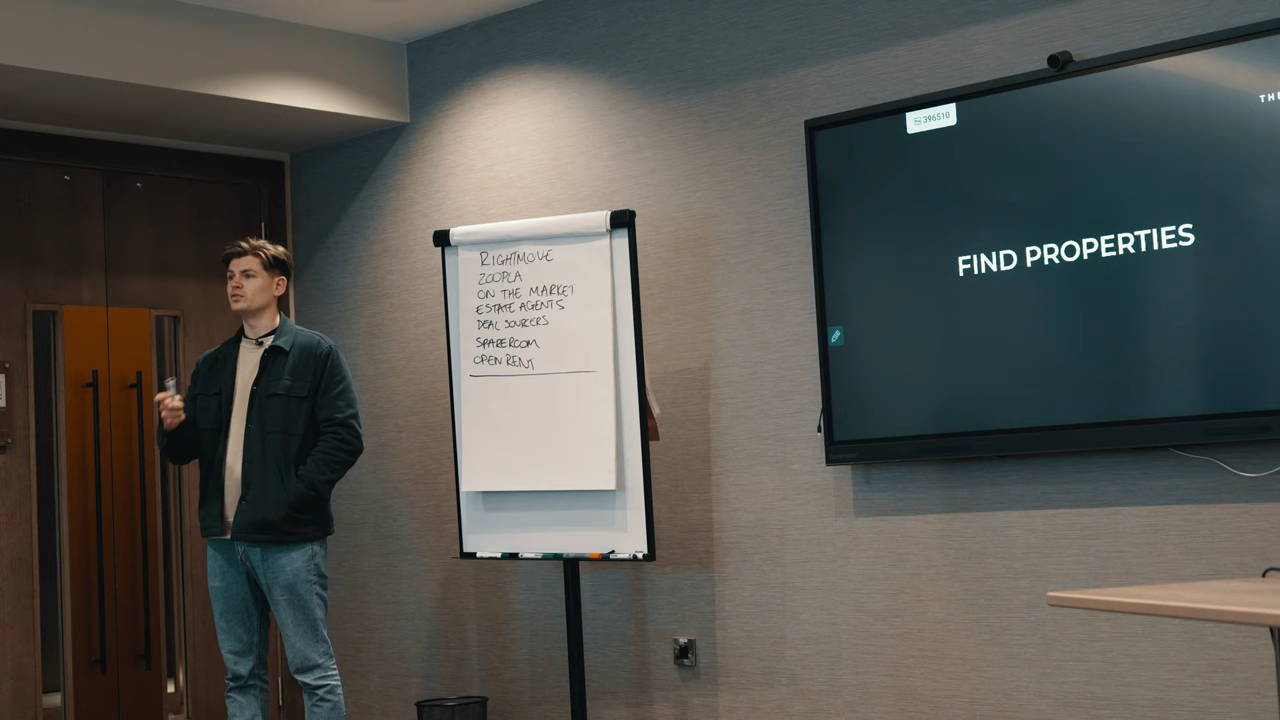 RIGHTMOVE
ZOOPLA
ON THE MARKET
ESTATE AGENTS
DEAL SOURCERS
SPAREROOM
OPEN RENT
396510
FIND PROPERTIES